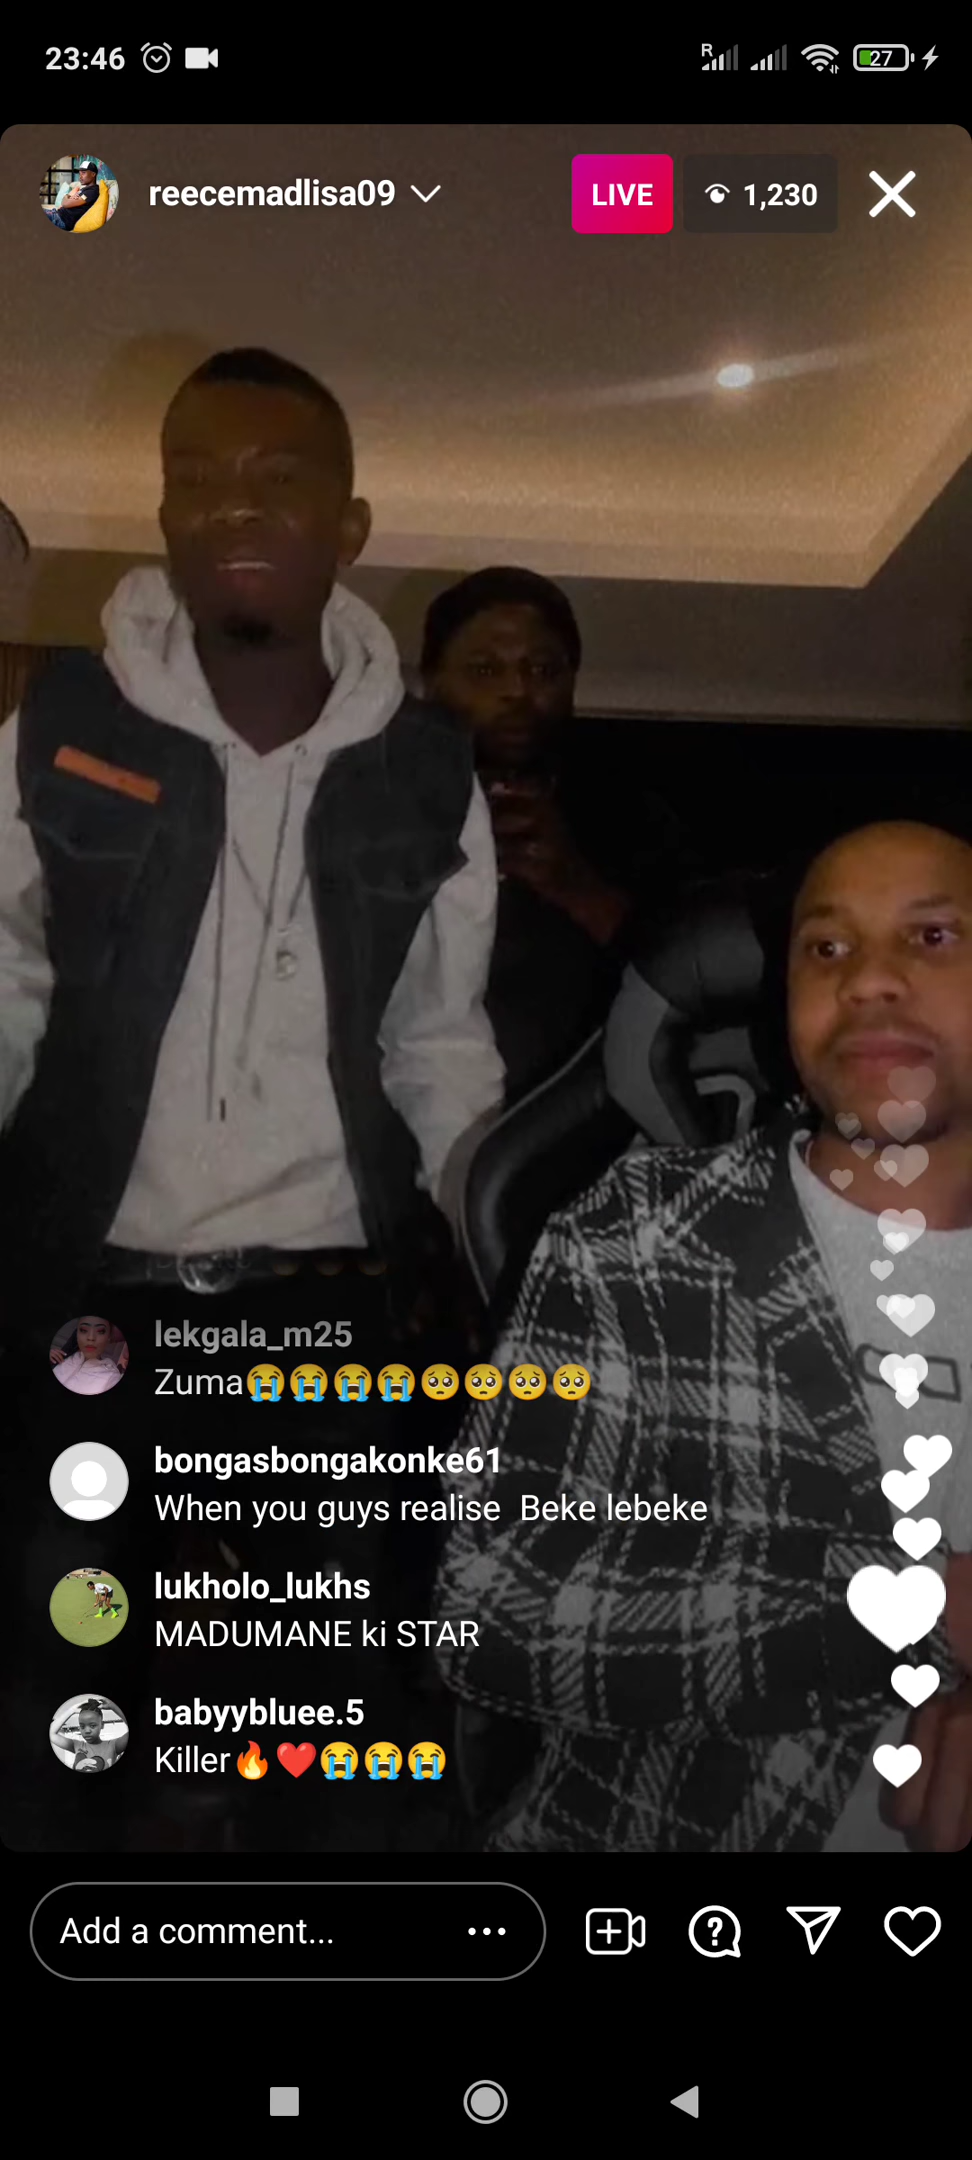 23:46
R
27
reecemadlisa09
LIVE
1,230
lekgala_m25
Zuma😭😭😭😭🥺🥺🥺🥺
bongasbongakonke61
When you guys realise  Beke lebeke
lukholo_lukhs
MADUMANE ki STAR
babyybluee.5
Killer🔥❤️😭😭😭
Add a comment...